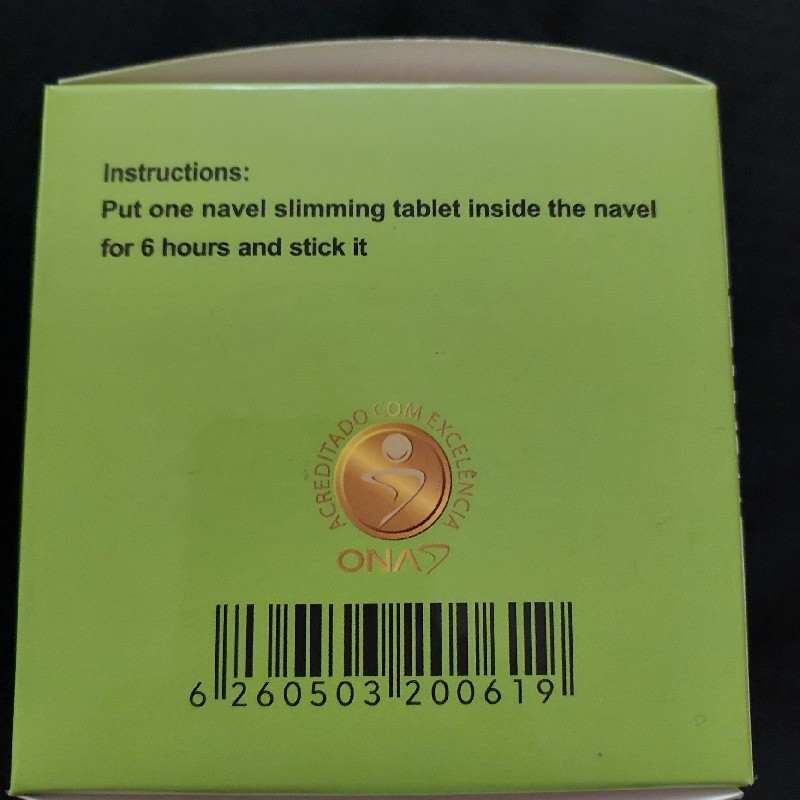 Instructions:
Put one navel slimming tablet inside the navel
for 6 hours and stick it
ACREDITADO COM EXCELÊNCIA
ONA
6 260503 200619